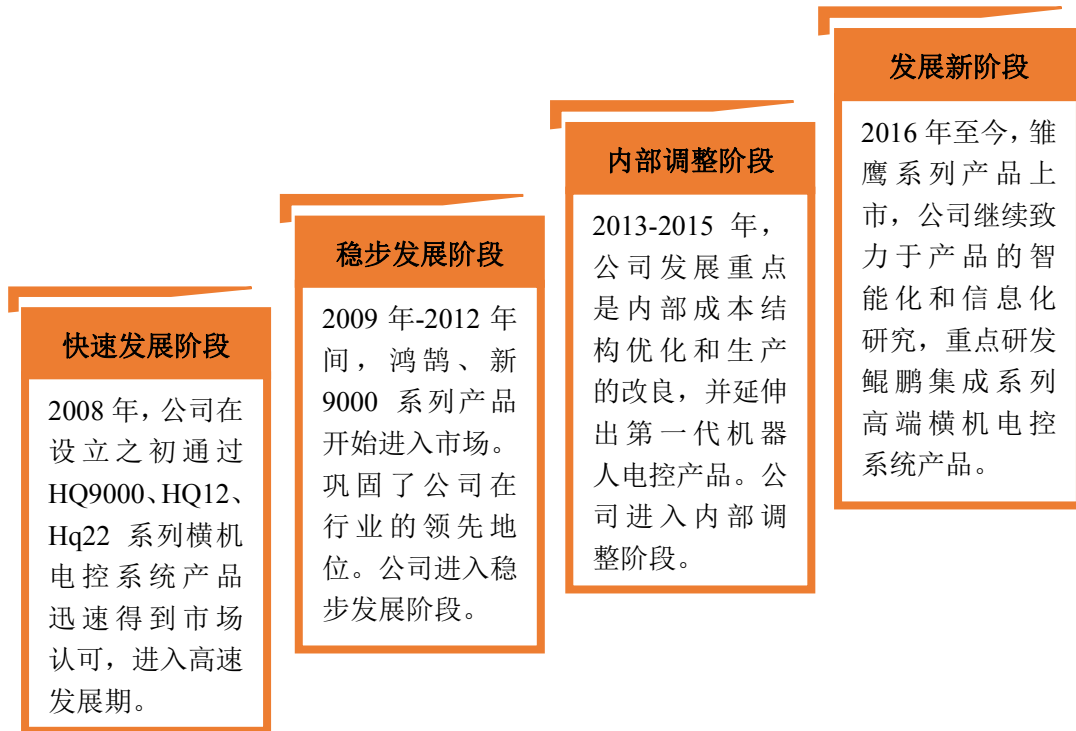 快速发展阶段
2008 年，公司在
设立之初通过
HQ9000、HQ12、
Hq22 系列横机
电控系统产品
迅速得到市场
认可，进入高速
发展期。
稳步发展阶段
2009 年-2012 年
间，鸿鹄、新
9000 系列产品
开始进入市场。
巩固了公司在
行业的领先地
位。公司进入稳
步发展阶段。
内部调整阶段
2013-2015 年，
公司发展重点
是内部成本结
构优化和生产
的改良，并延伸
出第一代机器
人电控产品。公
司进入内部调
整阶段。
发展新阶段
2016 年至今，雏
鹰系列产品上
市，公司继续致
力于产品的智
能化和信息化
研究，重点研发
鲲鹏集成系列
高端横机电控
系统产品。